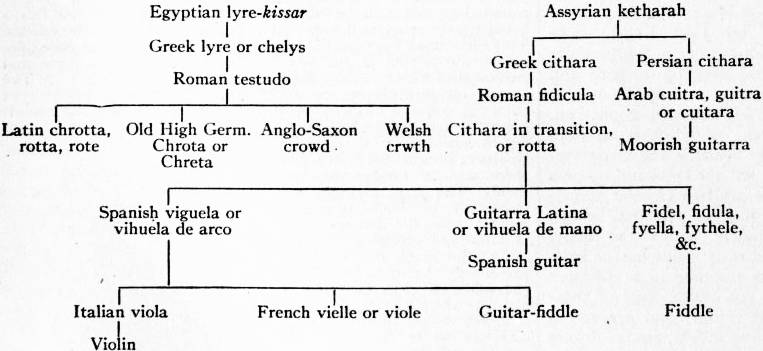 Egyptian lyre-kissar
Assyrian ketharah
Greek lyre or chelys
Greek cithara
Persian cithara
Roman testudo
Roman fidicula
Arab cuitra, guitra
or cuitara
Latin chrotta,
rotta, rote
Old High Germ.
Chrota or
Chreta
Anglo-Saxon
crowd
Welsh
crwth
Cithara in transition,
or rotta
Moorish guitarra
Spanish viguela or
vihuela de arco
Guitarra Latina
or vihuela de mano
Fidel, fidula,
fyella, fythele,
&c.
Spanish guitar
Italian viola
French vielle or viole
Guitar-fiddle
Fiddle
Violin